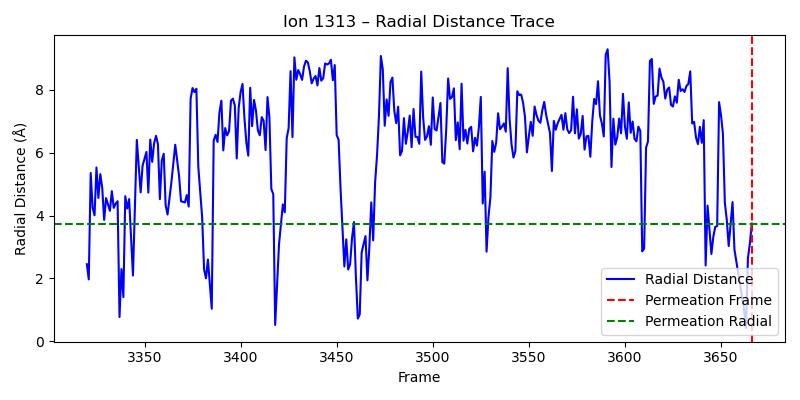 Ion 1313 – Radial Distance Trace
Radial Distance (Å)
8
6
4
2
0
3350
3400
3450
3500
3550
3600
3650
Frame
Radial Distance
Permeation Frame
Permeation Radial